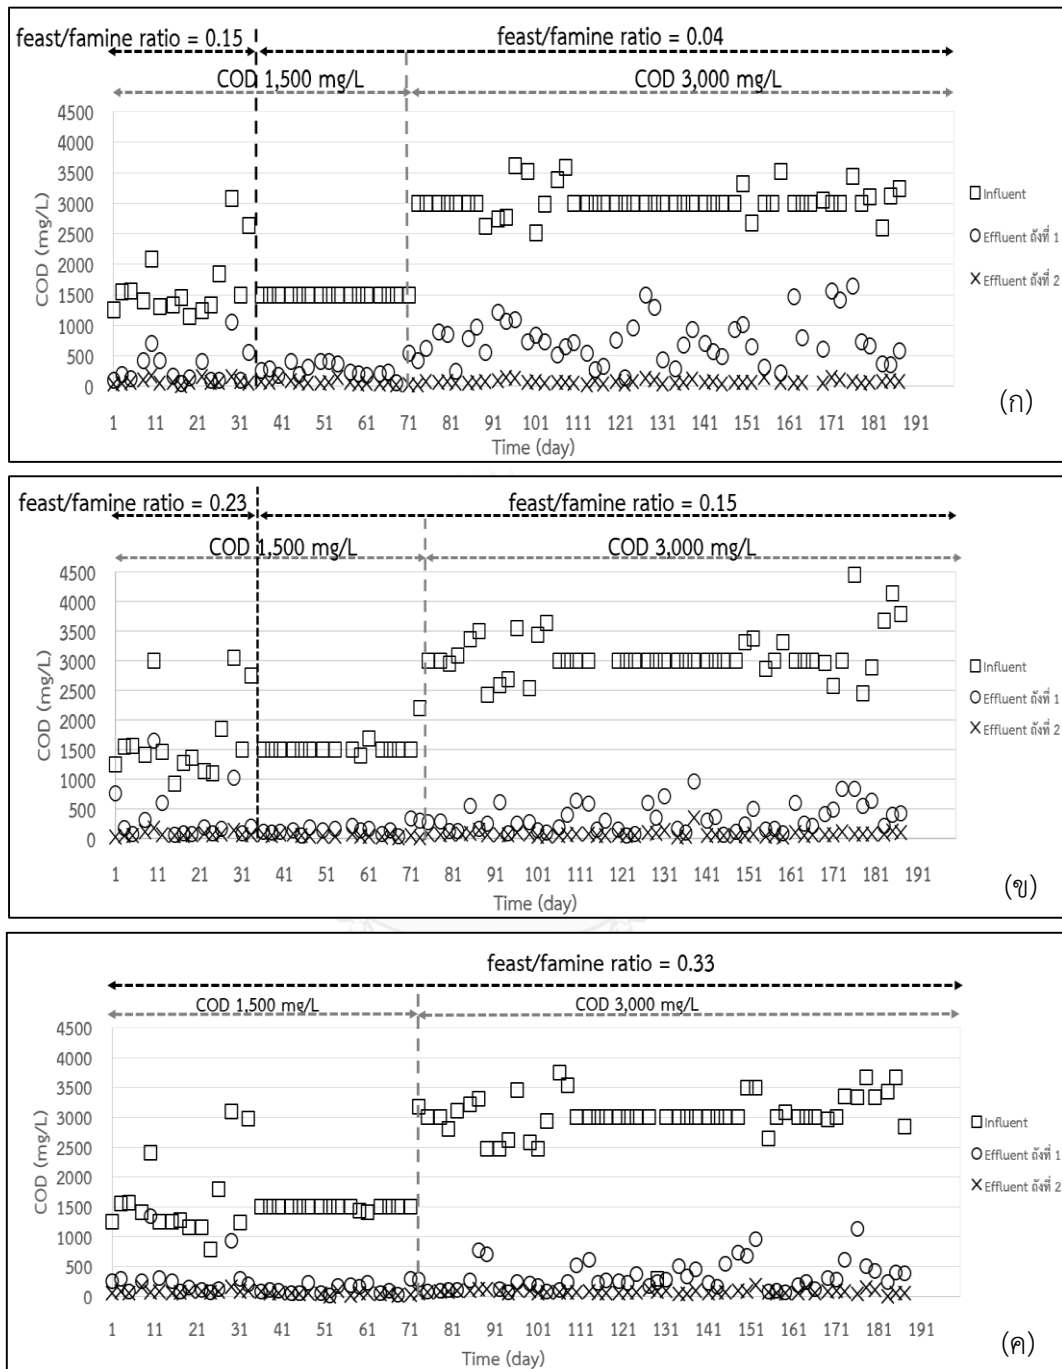 feast/famine ratio = 0.15 feast/famine ratio = 0.04
COD 1,500 mg/L COD 3,000 mg/L
4500
4000
3500
3000
2500
2000
1500
1000
500
0
COD (mg/L)
1 11 21 31 41 51 61 71 81 91 101 111 121 131 141 151 161 171 181 191
Time (day)
Influent
Effluent ถังที่ 1
Effluent ถังที่ 2
(ก)
feast/famine ratio = 0.23 feast/famine ratio = 0.15
COD 1,500 mg/L COD 3,000 mg/L
4500
4000
3500
3000
2500
2000
1500
1000
500
0
COD (mg/L)
1 11 21 31 41 51 61 71 81 91 101 111 121 131 141 151 161 171 181 191
Time (day)
Influent
Effluent ถังที่ 1
Effluent ถังที่ 2
(ข)
feast/famine ratio = 0.33
COD 1,500 mg/L COD 3,000 mg/L
4500
4000
3500
3000
2500
2000
1500
1000
500
0
COD (mg/L)
1 11 21 31 41 51 61 71 81 91 101 111 121 131 141 151 161 171 181 191
Time (day)
Influent
Effluent ถังที่ 1
Effluent ถังที่ 2
(ค)